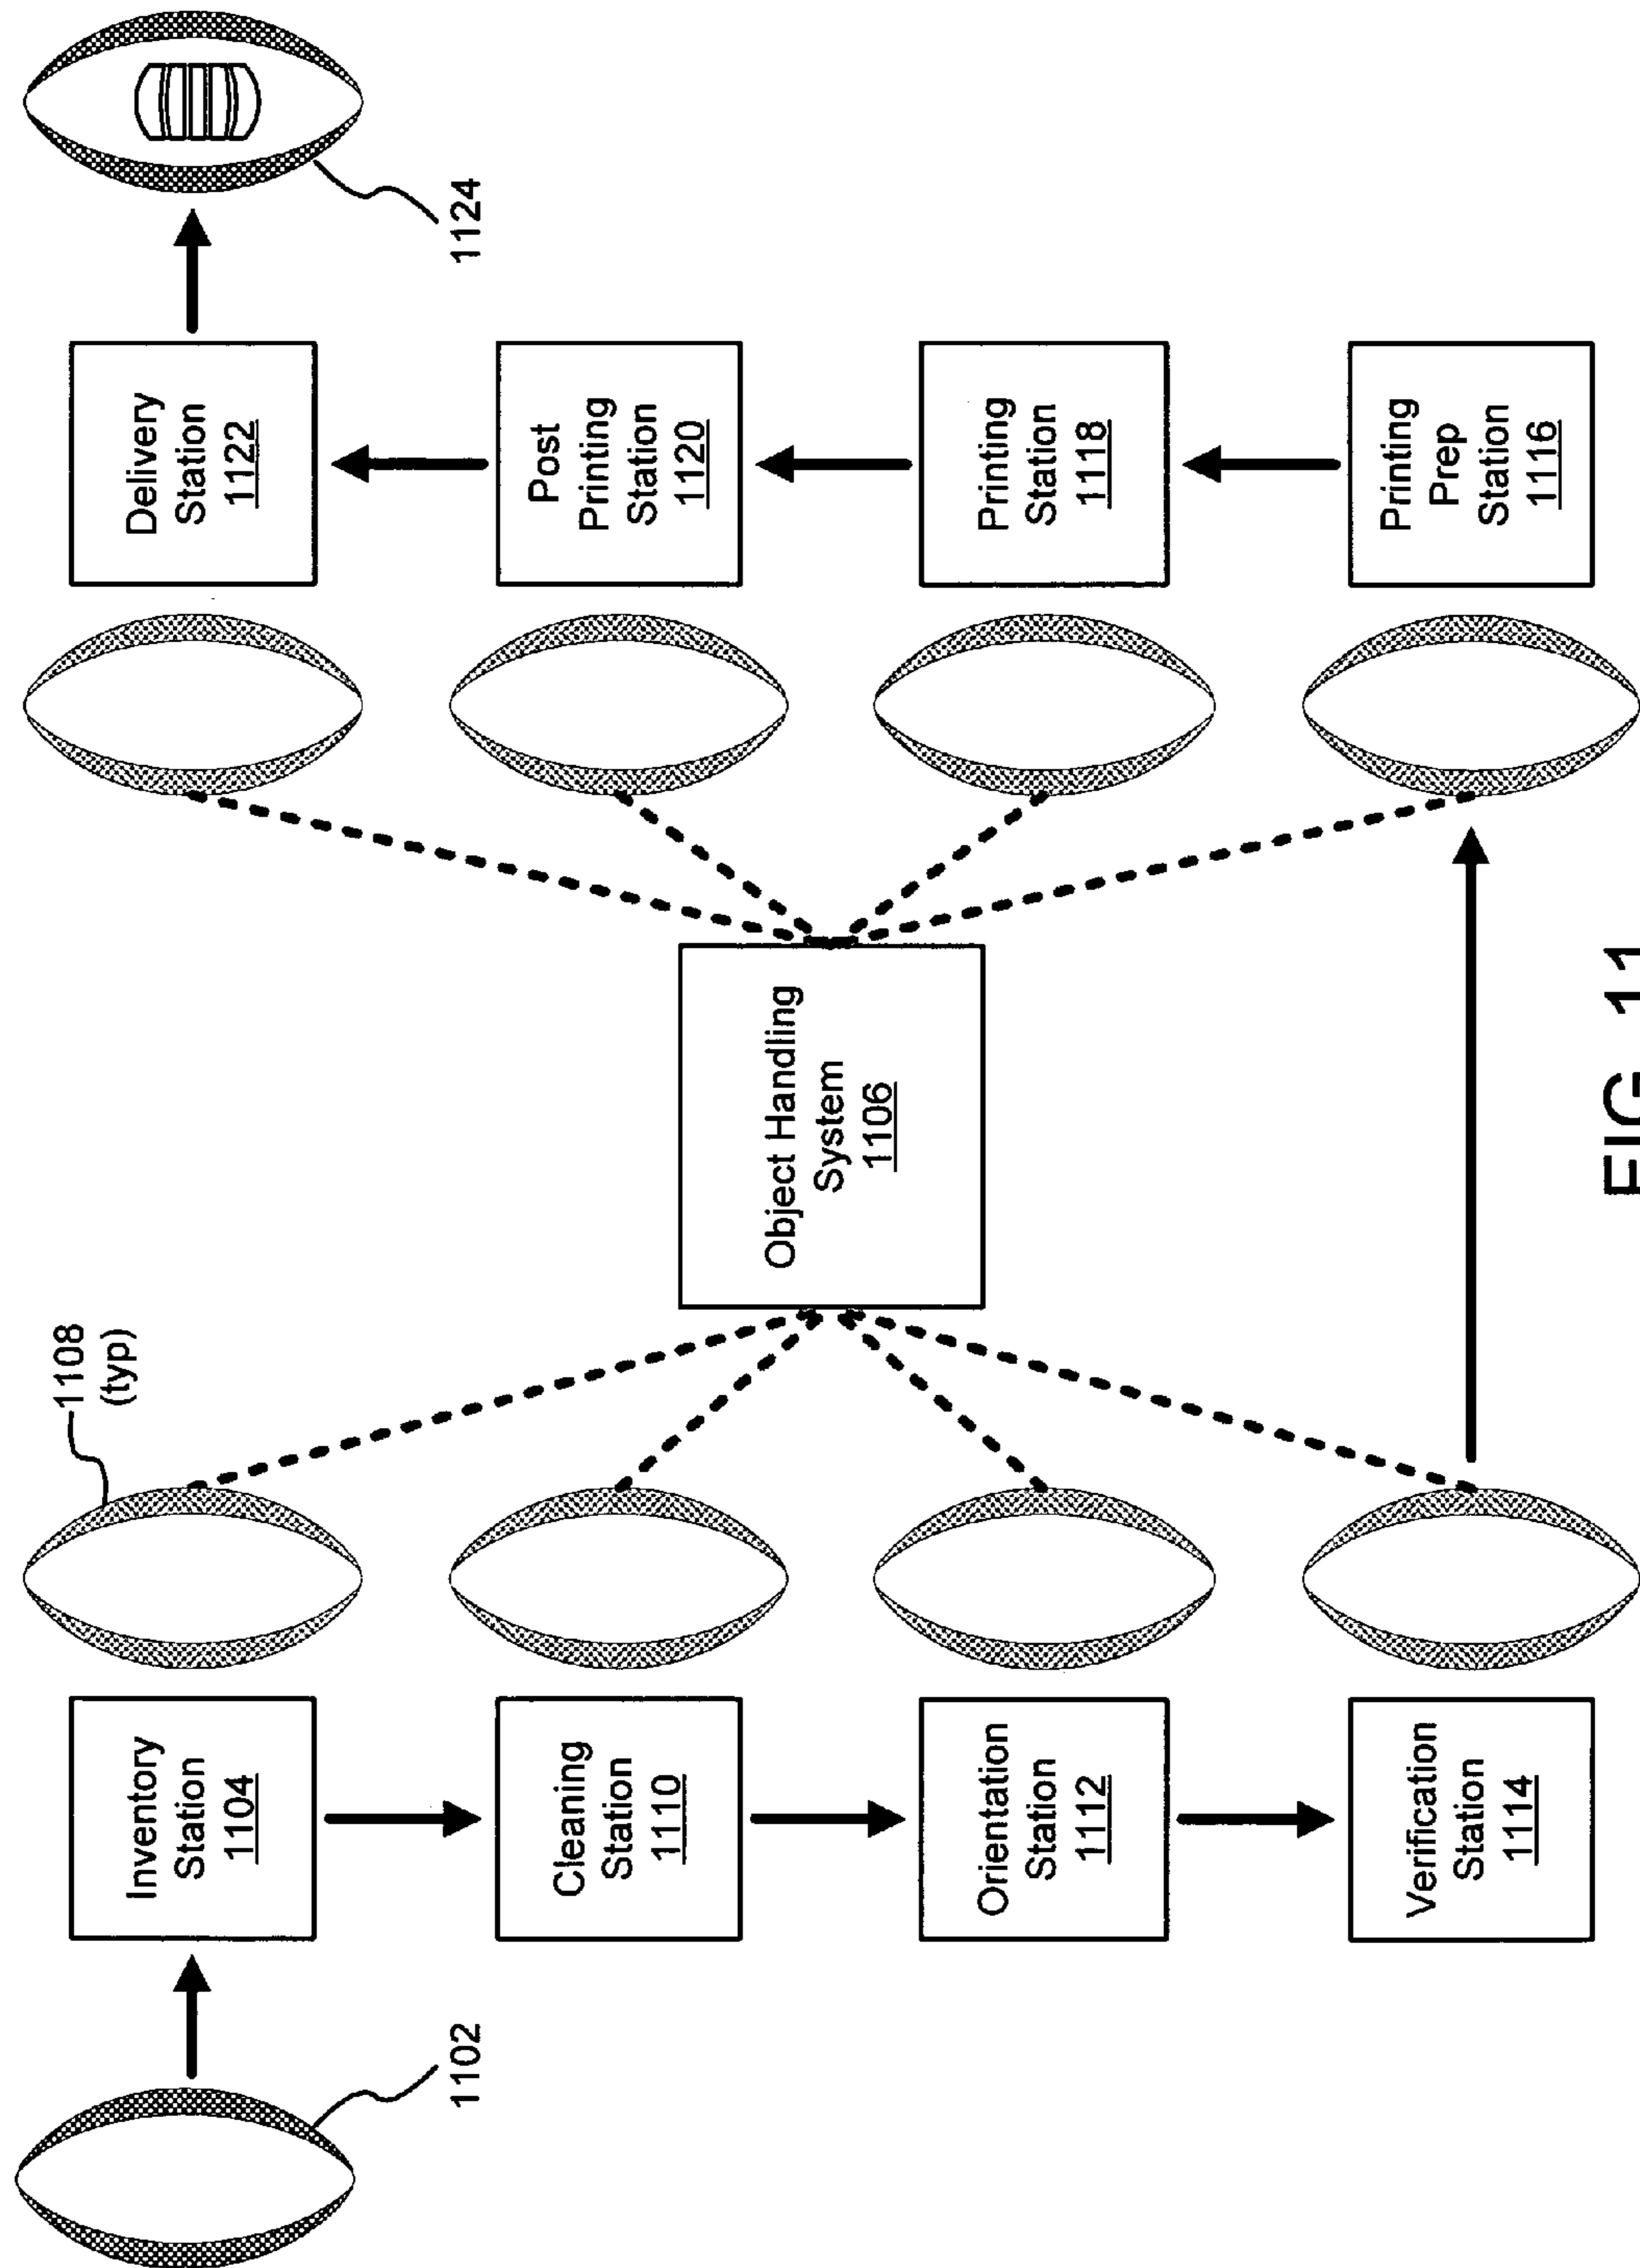 1102
Inventory
Station
1104
1108
(typ)
Cleaning
Station
1110
Orientation
Station
1112
Verification
Station
1114
Object Handling
System
1106
Printing
Prep
Station
1116
Printing
Station
1118
Post
Printing
Station
1120
Delivery
Station
1122
1124
FIG. 11